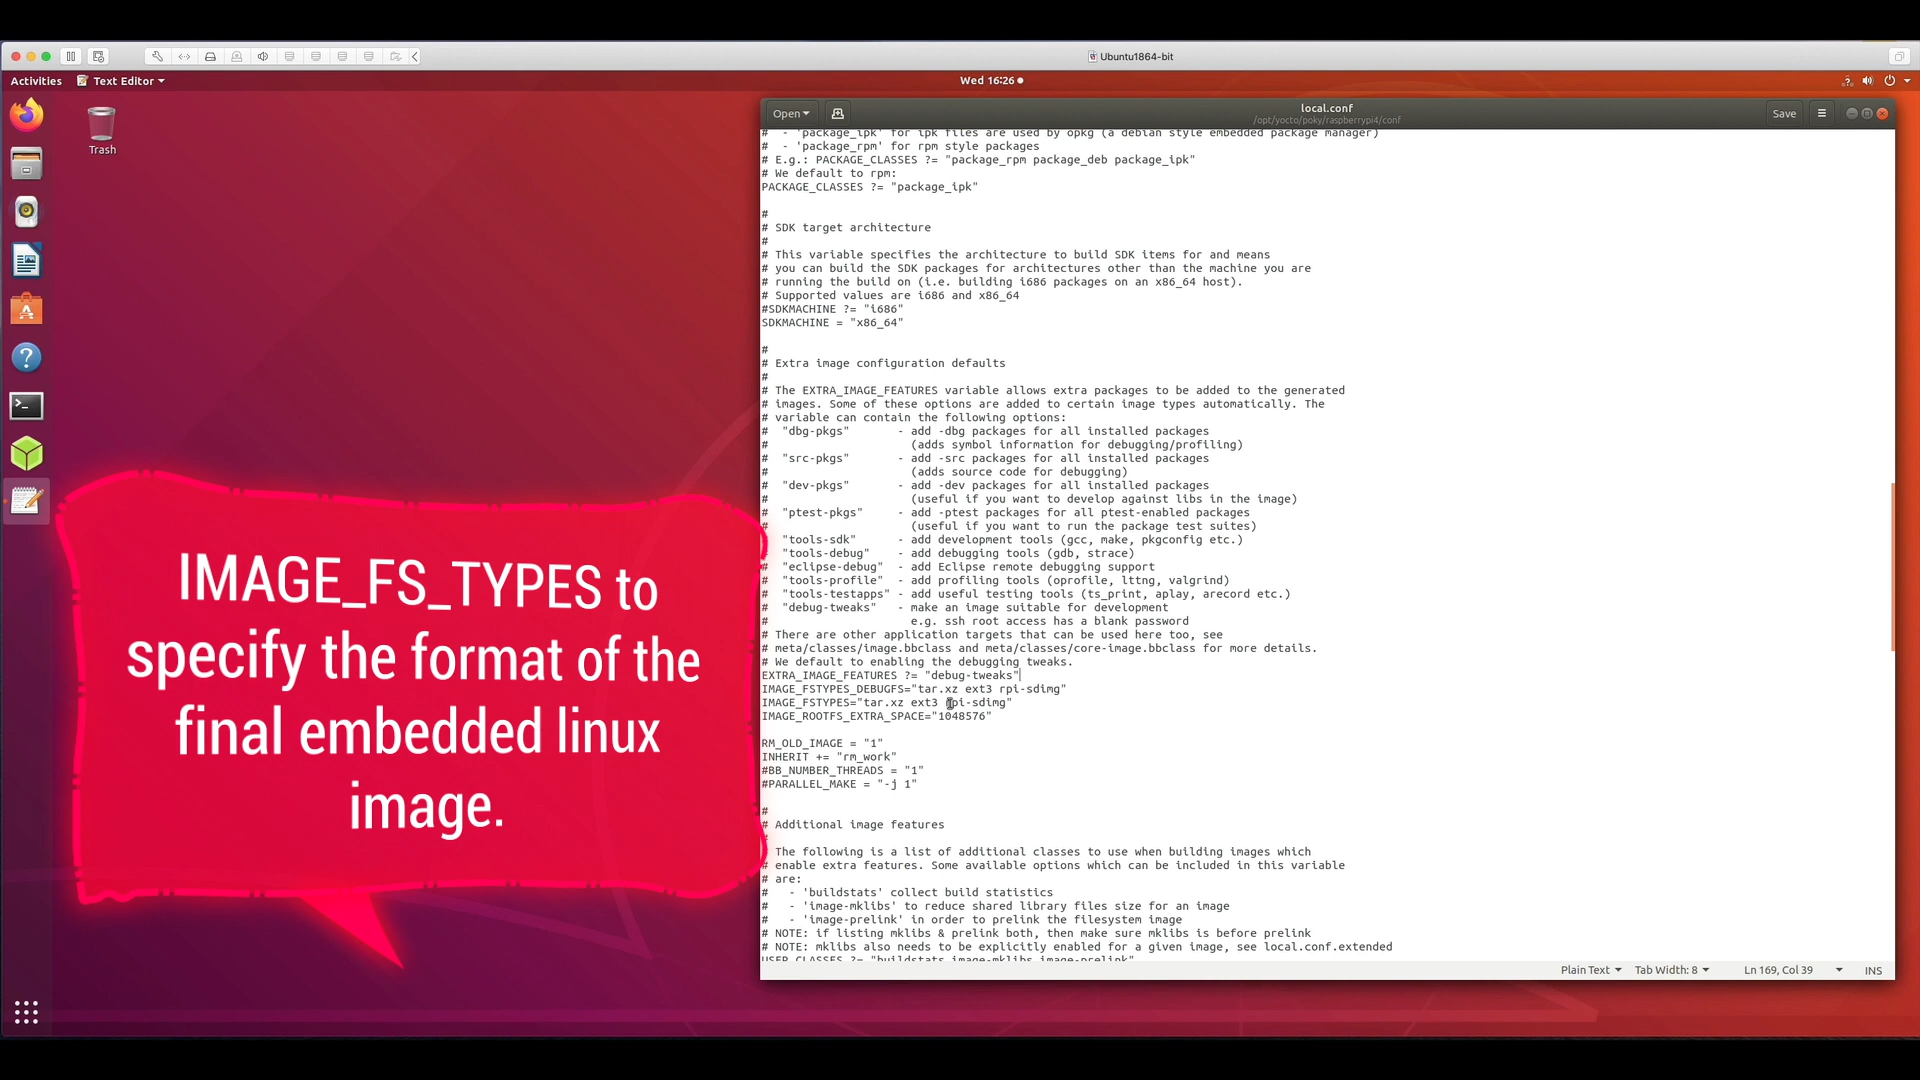 Ubuntu1864-bit
Activities
Text Editor
Wed 16:26
Trash
Open
local.conf
/opt/yocto/poky/raspberrypi4/conf
Save
#  - 'package_ipk' for ipk files are used by opkg (a debian style embedded package manager)
#  - 'package_rpm' for rpm style packages
# E.g.: PACKAGE_CLASSES ?= "package_rpm package_deb package_ipk"
# We default to rpm:
PACKAGE_CLASSES ?= "package_ipk"
#
# SDK target architecture
#
# This variable specifies the architecture to build SDK items for and means
# you can build the SDK packages for architectures other than the machine you are
# running the build on (i.e. building i686 packages on an x86_64 host).
# Supported values are i686 and x86_64
#SDKMACHINE ?= "i686"
SDKMACHINE = "x86_64"
#
# Extra image configuration defaults
#
# The EXTRA_IMAGE_FEATURES variable allows extra packages to be added to the generated
# images. Some of these options are added to certain image types automatically. The
# variable can contain the following options:
#  "dbg-pkgs"       - add -dbg packages for all installed packages
#                     (adds symbol information for debugging/profiling)
#  "src-pkgs"       - add -src packages for all installed packages
#                     (adds source code for debugging)
#  "dev-pkgs"       - add -dev packages for all installed packages
#                     (useful if you want to develop against libs in the image)
#  "ptest-pkgs"     - add -ptest packages for all ptest-enabled packages
#                     (useful if you want to run the package test suites)
#  "tools-sdk"      - add development tools (gcc, make, pkgconfig etc.)
#  "tools-debug"    - add debugging tools (gdb, strace)
#  "eclipse-debug"  - add Eclipse remote debugging support
#  "tools-profile"  - add profiling tools (oprofile, lttng, valgrind)
#  "tools-testapps" - add useful testing tools (ts_print, aplay, arecord etc.)
#  "debug-tweaks"   - make an image suitable for development
#                     e.g. ssh root access has a blank password
# There are other application targets that can be used here too, see
# meta/classes/image.bbclass and meta/classes/core-image.bbclass for more details.
# We default to enabling the debugging tweaks.
EXTRA_IMAGE_FEATURES ?= "debug-tweaks"
IMAGE_FSTYPES_DEBUGFS="tar.xz ext3 rpi-sdimg"
IMAGE_FSTYPES="tar.xz ext3 rpi-sdimg"
IMAGE_ROOTFS_EXTRA_SPACE="1048576"
RM_OLD_IMAGE = "1"
INHERIT += "rm_work"
#BB_NUMBER_THREADS = "1"
#PARALLEL_MAKE = "-j 1"
#
# Additional image features
#
# The following is a list of additional classes to use when building images which
# enable extra features. Some available options which can be included in this variable
# are:
#   - 'buildstats' collect build statistics
#   - 'image-mklibs' to reduce shared library files size for an image
#   - 'image-prelink' in order to prelink the filesystem image
# NOTE: if listing mklibs & prelink both, then make sure mklibs is before prelink
# NOTE: mklibs also needs to be explicitly enabled for a given image, see local.conf.extended
USER_CLASSES ?= "buildstats image-mklibs image-prelink"
Plain Text
Tab Width: 8
Ln 169, Col 39
INS
IMAGE_FS_TYPES to
specify the format of the
final embedded linux
image.